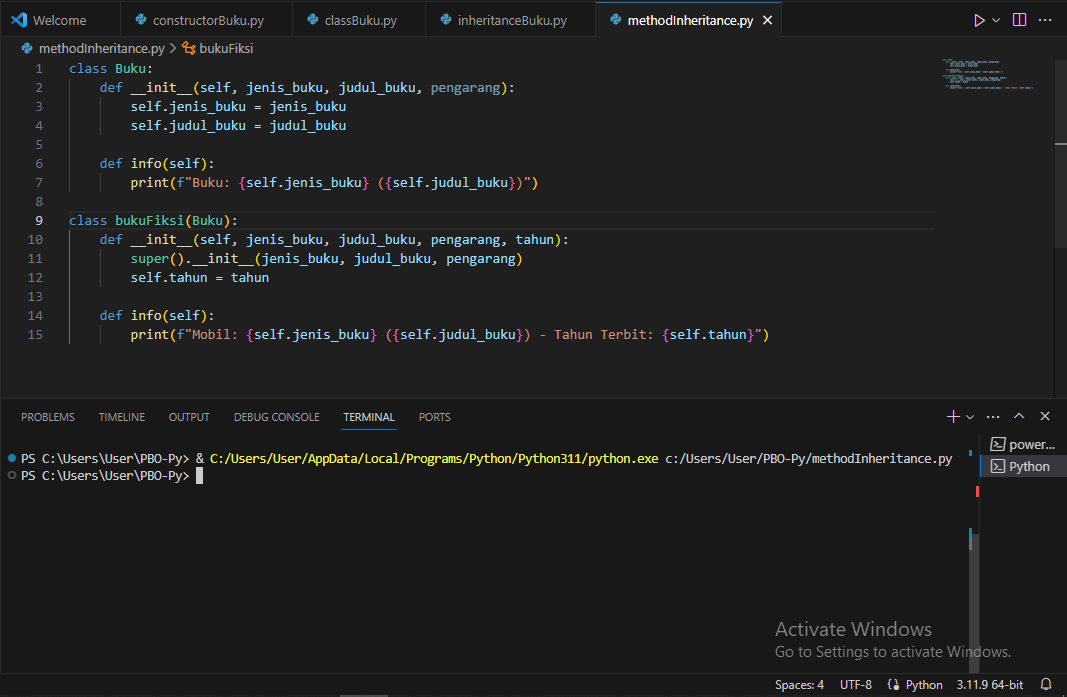 Welcome constructorBuku.py classBuku.py inheritanceBuku.py methodInheritance.py
methodInheritance.py > bukuFiksi
1 class Buku:
2     def __init__(self, jenis_buku, judul_buku, pengarang):
3         self.jenis_buku = jenis_buku
4         self.judul_buku = judul_buku
5
6     def info(self):
7         print(f"Buku: {self.jenis_buku} ({self.judul_buku})")
8
9 class bukuFiksi(Buku):
10     def __init__(self, jenis_buku, judul_buku, pengarang, tahun):
11         super().__init__(jenis_buku, judul_buku, pengarang)
12         self.tahun = tahun
13
14     def info(self):
15         print(f"Mobil: {self.jenis_buku} ({self.judul_buku}) - Tahun Terbit: {self.tahun}")
PROBLEMS TIMELINE OUTPUT DEBUG CONSOLE TERMINAL PORTS
PS C:\Users\User\PBO-Py> & C:/Users/User/AppData/Local/Programs/Python/Python311/python.exe c:/Users/User/PBO-Py/methodInheritance.py
PS C:\Users\User\PBO-Py>
power...
Python
Activate Windows
Go to Settings to activate Windows.
Spaces: 4 UTF-8 Python 3.11.9 64-bit